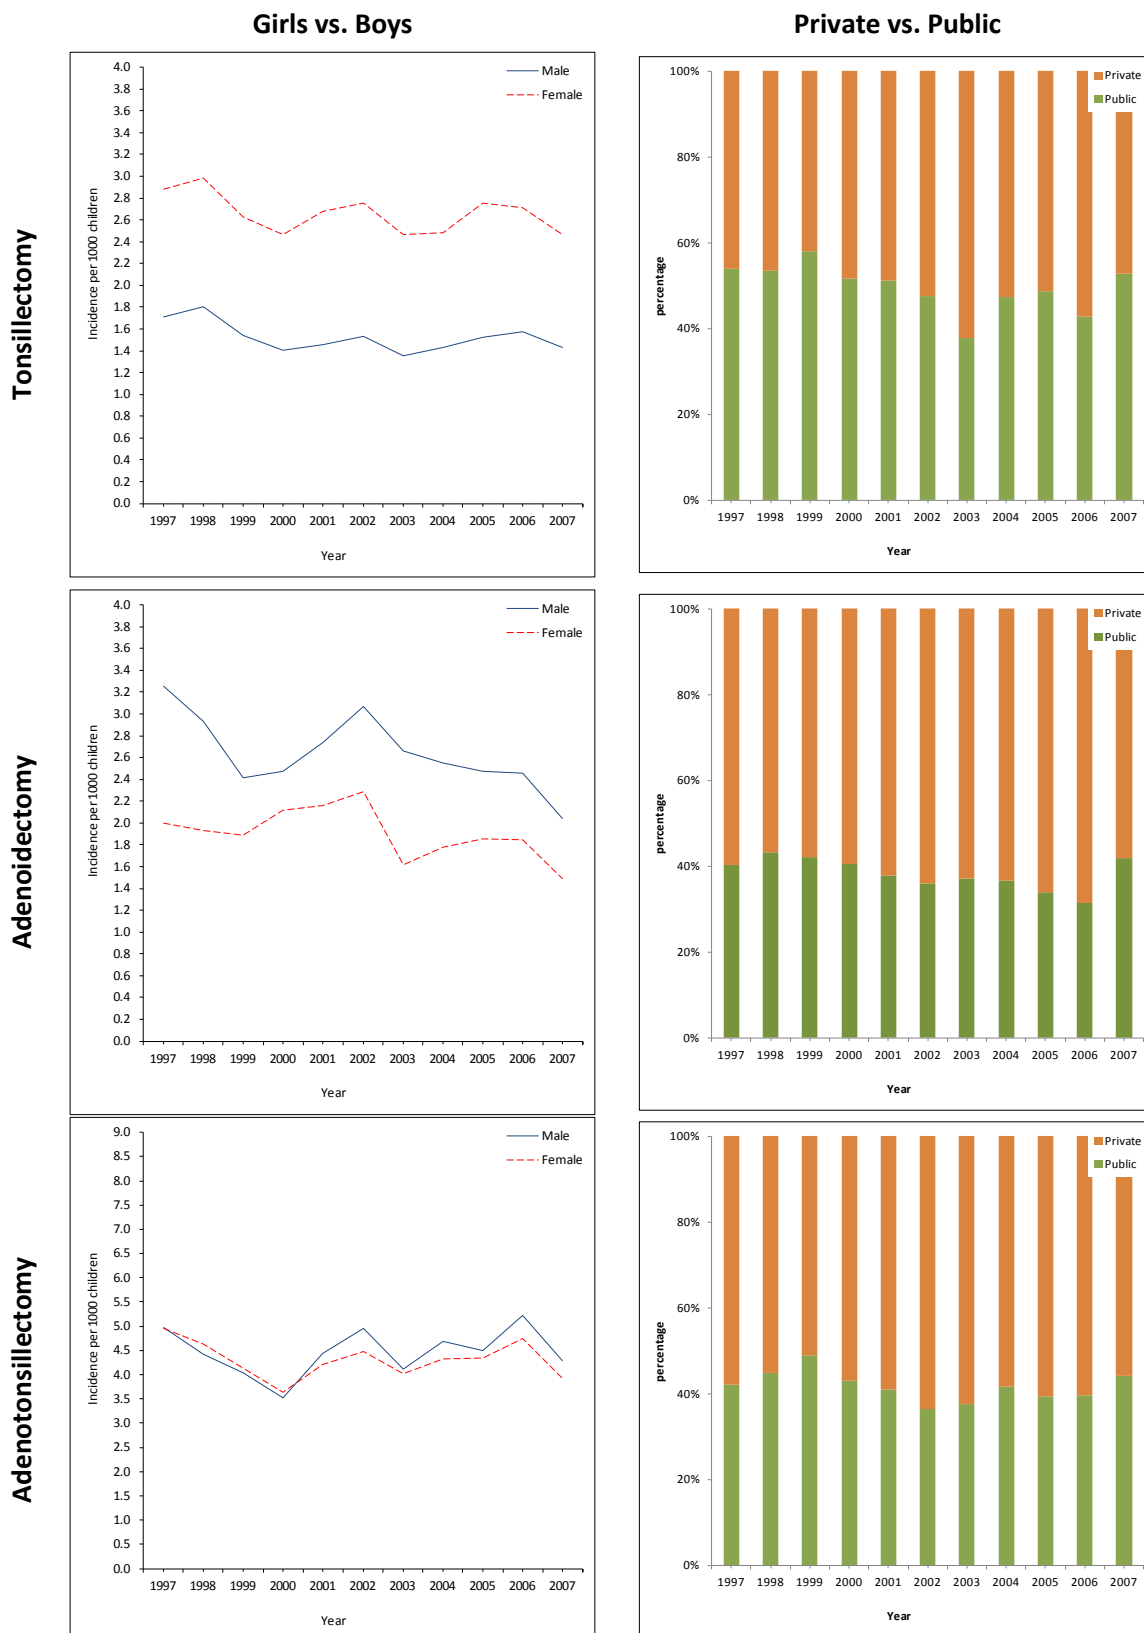 Girls vs. Boys
Private vs. Public
Tonsillectomy
4.0
3.8
3.6
3.4
3.2
3.0
2.8
2.6
2.4
2.2
2.0
1.8
1.6
1.4
1.2
1.0
0.8
0.6
0.4
0.2
0.0
Incidence per 1000 children
Male
Female
1997 1998 1999 2000 2001 2002 2003 2004 2005 2006 2007
Year
100%
80%
60%
40%
20%
0%
percentage
Private
Public
1997 1998 1999 2000 2001 2002 2003 2004 2005 2006 2007
Year
Adenoidectomy
4.0
3.8
3.6
3.4
3.2
3.0
2.8
2.6
2.4
2.2
2.0
1.8
1.6
1.4
1.2
1.0
0.8
0.6
0.4
0.2
0.0
Incidence per 1000 children
Male
Female
1997 1998 1999 2000 2001 2002 2003 2004 2005 2006 2007
Year
100%
80%
60%
40%
20%
0%
percentage
Private
Public
1997 1998 1999 2000 2001 2002 2003 2004 2005 2006 2007
Year
Adenotonsillectomy
9.0
8.5
8.0
7.5
7.0
6.5
6.0
5.5
5.0
4.5
4.0
3.5
3.0
2.5
2.0
1.5
1.0
0.5
0.0
Incidence per 1000 children
Male
Female
1997 1998 1999 2000 2001 2002 2003 2004 2005 2006 2007
Year
100%
80%
60%
40%
20%
0%
percentage
Private
Public
1997 1998 1999 2000 2001 2002 2003 2004 2005 2006 2007
Year